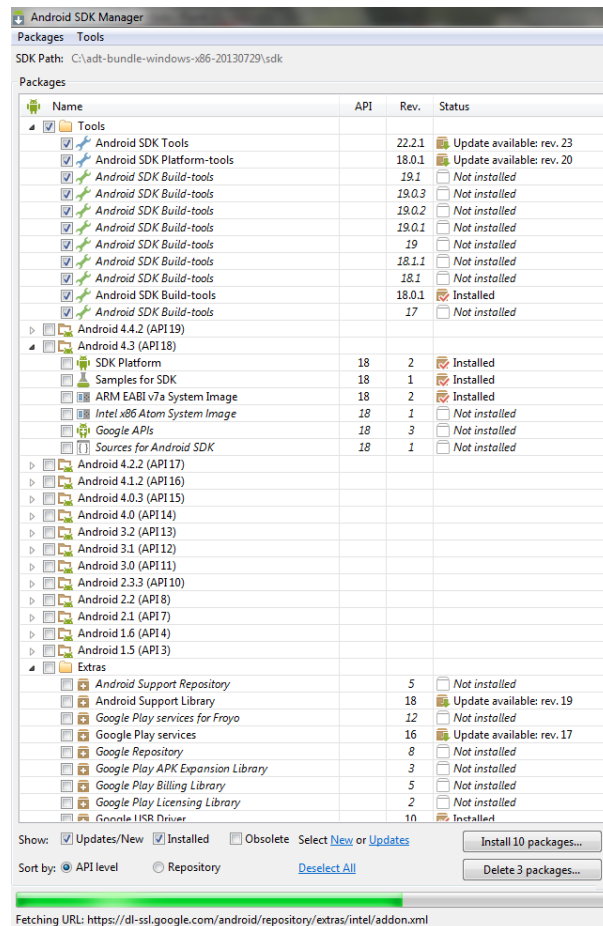 Android SDK Manager
Packages Tools
SDK Path: C:\adt-bundle-windows-x86-20130729\sdk
Packages
Name API Rev. Status
Tools
Android SDK Tools 22.2.1 Update available: rev. 23
Android SDK Platform-tools 18.0.1 Update available: rev. 20
Android SDK Build-tools 19.1 Not installed
Android SDK Build-tools 19.0.3 Not installed
Android SDK Build-tools 19.0.2 Not installed
Android SDK Build-tools 19.0.1 Not installed
Android SDK Build-tools 19 Not installed
Android SDK Build-tools 18.1.1 Not installed
Android SDK Build-tools 18.1 Not installed
Android SDK Build-tools 18.0.1 Installed
Android SDK Build-tools 17 Not installed
Android 4.4.2 (API 19)
Android 4.3 (API 18)
SDK Platform 18 2 Installed
Samples for SDK 18 1 Installed
ARM EABI v7a System Image 18 2 Installed
Intel x86 Atom System Image 18 1 Not installed
Google APIs 18 3 Not installed
Sources for Android SDK 18 1 Not installed
Android 4.2.2 (API 17)
Android 4.1.2 (API 16)
Android 4.0.3 (API 15)
Android 4.0 (API 14)
Android 3.2 (API 13)
Android 3.1 (API 12)
Android 3.0 (API 11)
Android 2.3.3 (API 10)
Android 2.2 (API 8)
Android 2.1 (API 7)
Android 1.6 (API 4)
Android 1.5 (API 3)
Extras
Android Support Repository 5 Not installed
Android Support Library 18 Update available: rev. 19
Google Play services for Froyo 12 Not installed
Google Play services 16 Update available: rev. 17
Google Repository 8 Not installed
Google Play APK Expansion Library 3 Not installed
Google Play Billing Library 5 Not installed
Google Play Licensing Library 2 Not installed
Google USB Driver 10 Installed
Show: Updates/New Installed Obsolete Select New or Updates Install 10 packages...
Sort by: API level Repository Deselect All Delete 3 packages...
Fetching URL: https://dl-ssl.google.com/android/repository/extras/intel/addon.xml